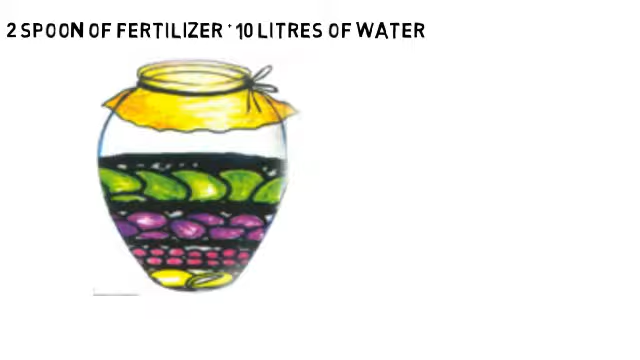 2 SPOON OF FERTILIZER + 10 LITRES OF WATER